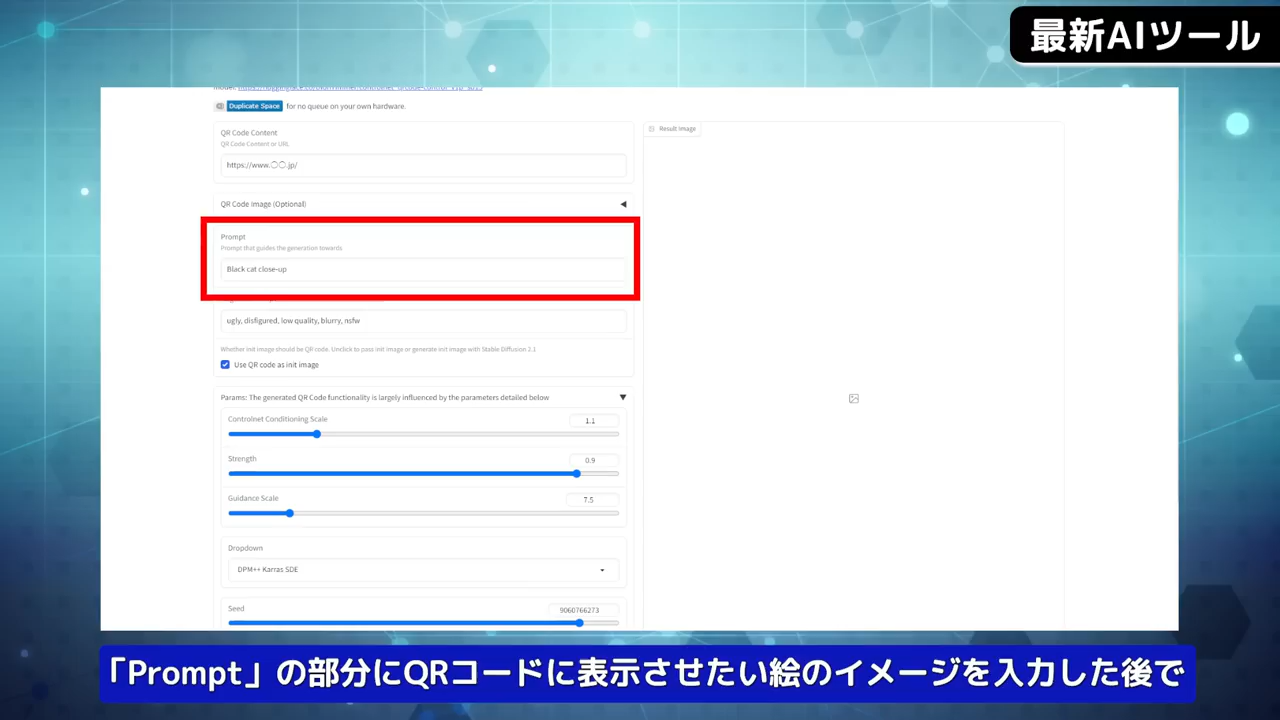 最新AIツール
Duplicate Space for no queue on your own hardware.
QR Code Content
QR Code Content or URL
https://www.〇〇.jp/
QR Code Image (Optional)
Prompt
Prompt that guides the generation towards
Black cat close-up
ugly, disfigured, low quality, blurry, nsfw
Whether init image should be QR code. Unclick to pass init image or generate init image with Stable Diffusion 2.1
Use QR code as init image
Params: The generated QR Code functionality is largely influenced by the parameters detailed below
Controlnet Conditioning Scale
1.1
Strength
0.9
Guidance Scale
7.5
Dropdown
DPM++ Karras SDE
Seed
9060766273
Result Image
「Prompt」の部分にQRコードに表示させたい絵のイメージを入力した後で